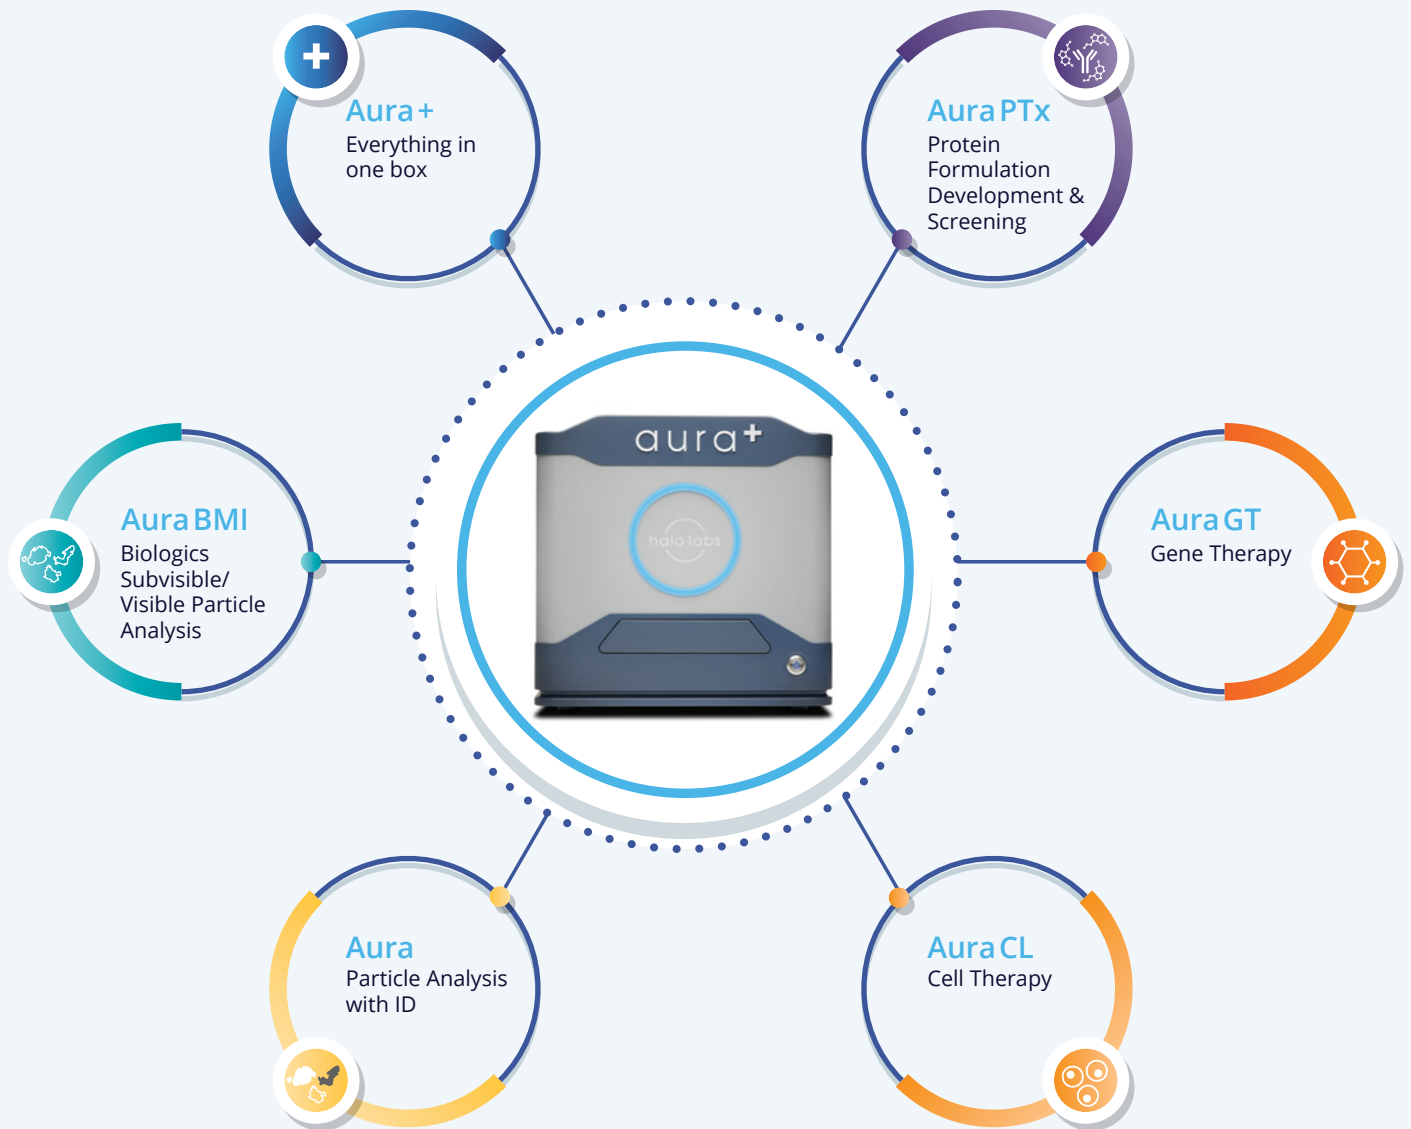 Aura+
Everything in
one box
Aura PTx
Protein
Formulation
Development &
Screening
aura+
halo labs
Aura BMI
Biologics
Subvisible/
Visible Particle
Analysis
Aura GT
Gene Therapy
Aura
Particle Analysis
with ID
Aura CL
Cell Therapy